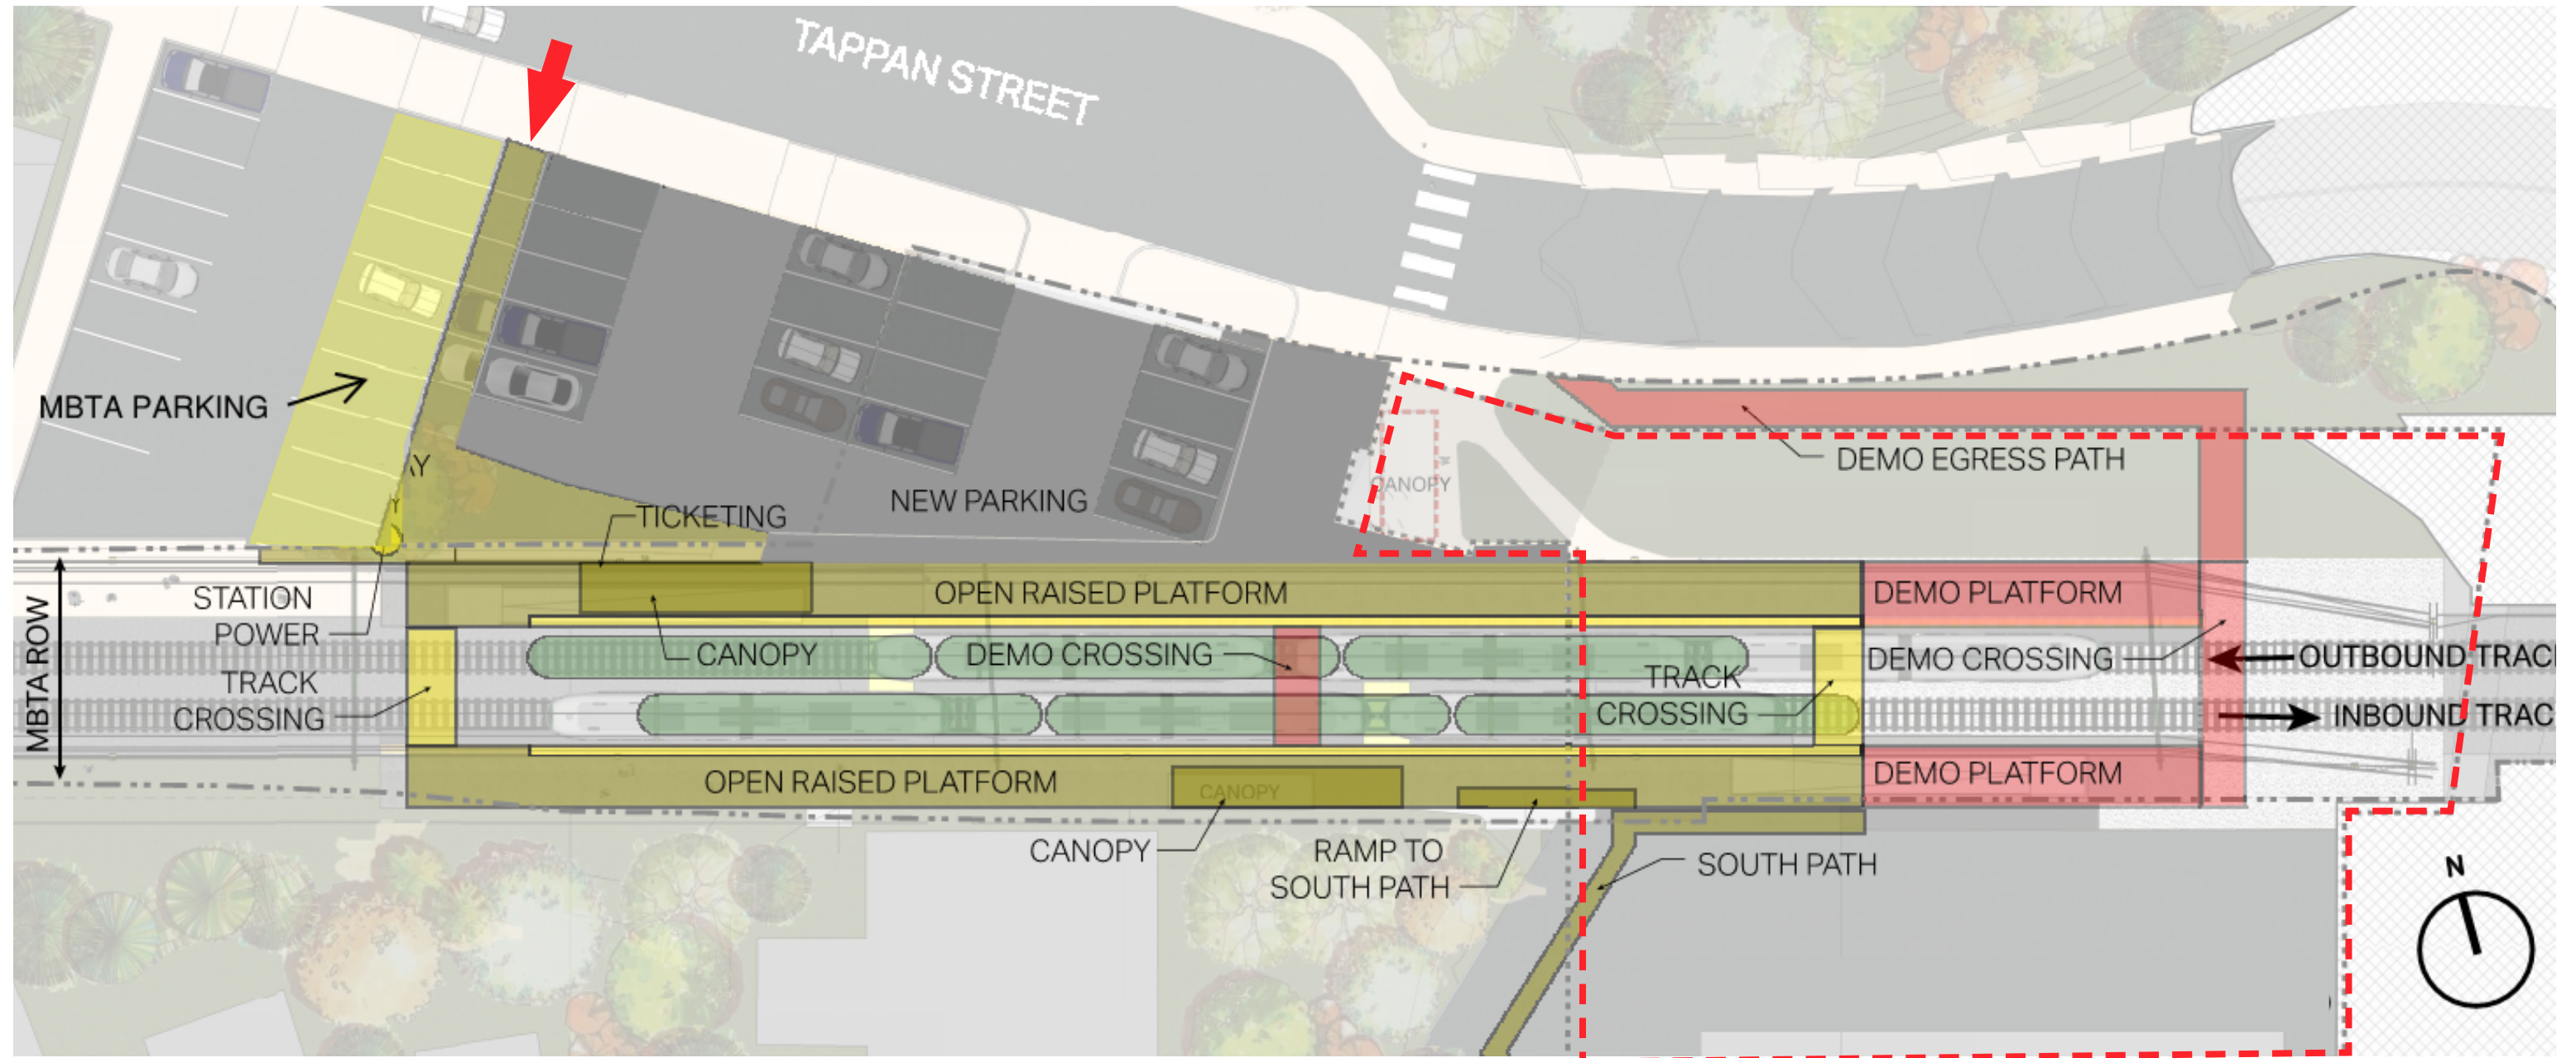 TAPPAN STREET
MBTA PARKING
AY
Y
CANOPY
DEMO EGRESS PATH
NEW PARKING
TICKETING
MBTA ROW
STATION
POWER
OPEN RAISED PLATFORM
DEMO PLATFORM
CANOPY
DEMO CROSSING
TRACK
CROSSING
TRACK
CROSSING
DEMO CROSSING
OUTBOUND TRAC
INBOUND TRAC
OPEN RAISED PLATFORM
CANOPY
DEMO PLATFORM
CANOPY
RAMP TO
SOUTH PATH
SOUTH PATH
N